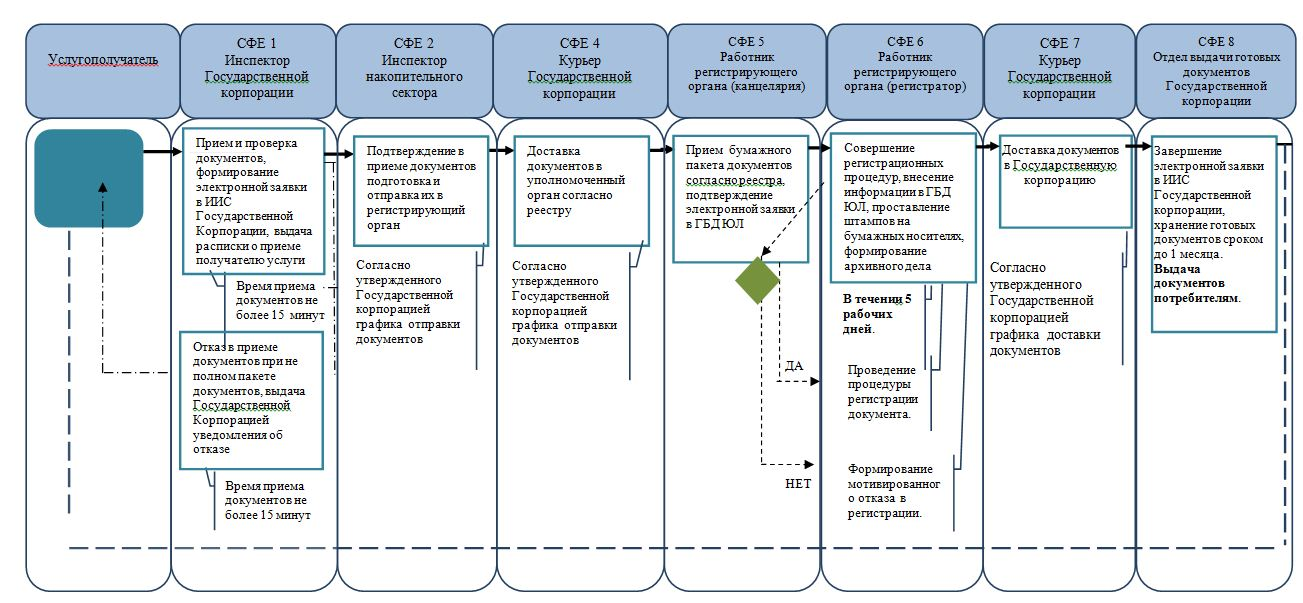 Услугополучатель
СФЕ 1
Инспектор
Государственной
корпорации
СФЕ 2
Инспектор
накопительного
сектора
СФЕ 4
Курьер
Государственной
корпорации
СФЕ 5
Работник
регистрирующего
органа (канцелярия)
СФЕ 6
Работник
регистрирующего
органа (регистратор)
СФЕ 7
Курьер
Государственной
корпорации
СФЕ 8
Отдел выдачи готовых
документов
Государственной
корпорации
Прием и проверка
документов,
формирование
электронной заявки
в ИИС
Государственной
Корпорации, выдача
расписки о приеме
получателю услуги
Время приема
документов не
более 15 минут
Отказ в приеме
документов при не
полном пакете
документов, выдача
Государственной
Корпорацией
уведомления об
отказе
Время приема
документов не
более 15 минут
Подтверждение в
приеме документов
подготовка и
отправка их в
регистрирующий
орган
Согласно
утвержденного
Государственной
корпорацией
графика отправки
документов
Доставка
документов в
уполномоченный
орган согласно
реестру
Согласно
утвержденного
Государственной
корпорацией
графика отправки
документов
Прием бумажного
пакета документов
согласно реестра,
подтверждение
электронной заявки
в ГБД ЮЛ
ДА
НЕТ
Совершение
регистрационных
процедур, внесение
информации в ГБД
ЮЛ, проставление
штампов на
бумажных носителях,
формирование
архивного дела
В течении 5
рабочих
дней.
Проведение
процедуры
регистрации
документа.
Формирование
мотивированног
о отказа в
регистрации.
Доставка документов
в Государственную
корпорацию
Согласно
утвержденного
Государственной
корпорацией
графика доставки
документов
Завершение
электронной заявки
в ИИС
Государственной
корпорации,
хранение готовых
документов сроком
до 1 месяца.
Выдача
документов
потребителям.